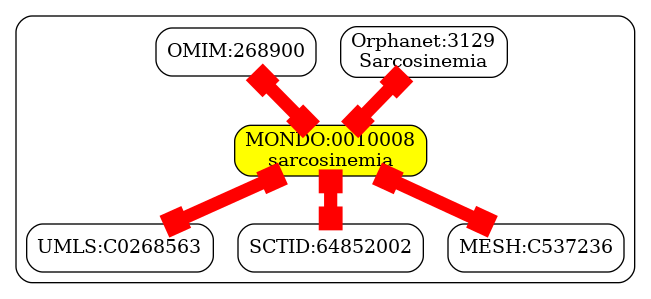 OMIM:268900
Orphanet:3129
Sarcosinemia
MONDO:0010008
sarcosinemia
UMLS:C0268563
SCTID:64852002
MESH:C537236